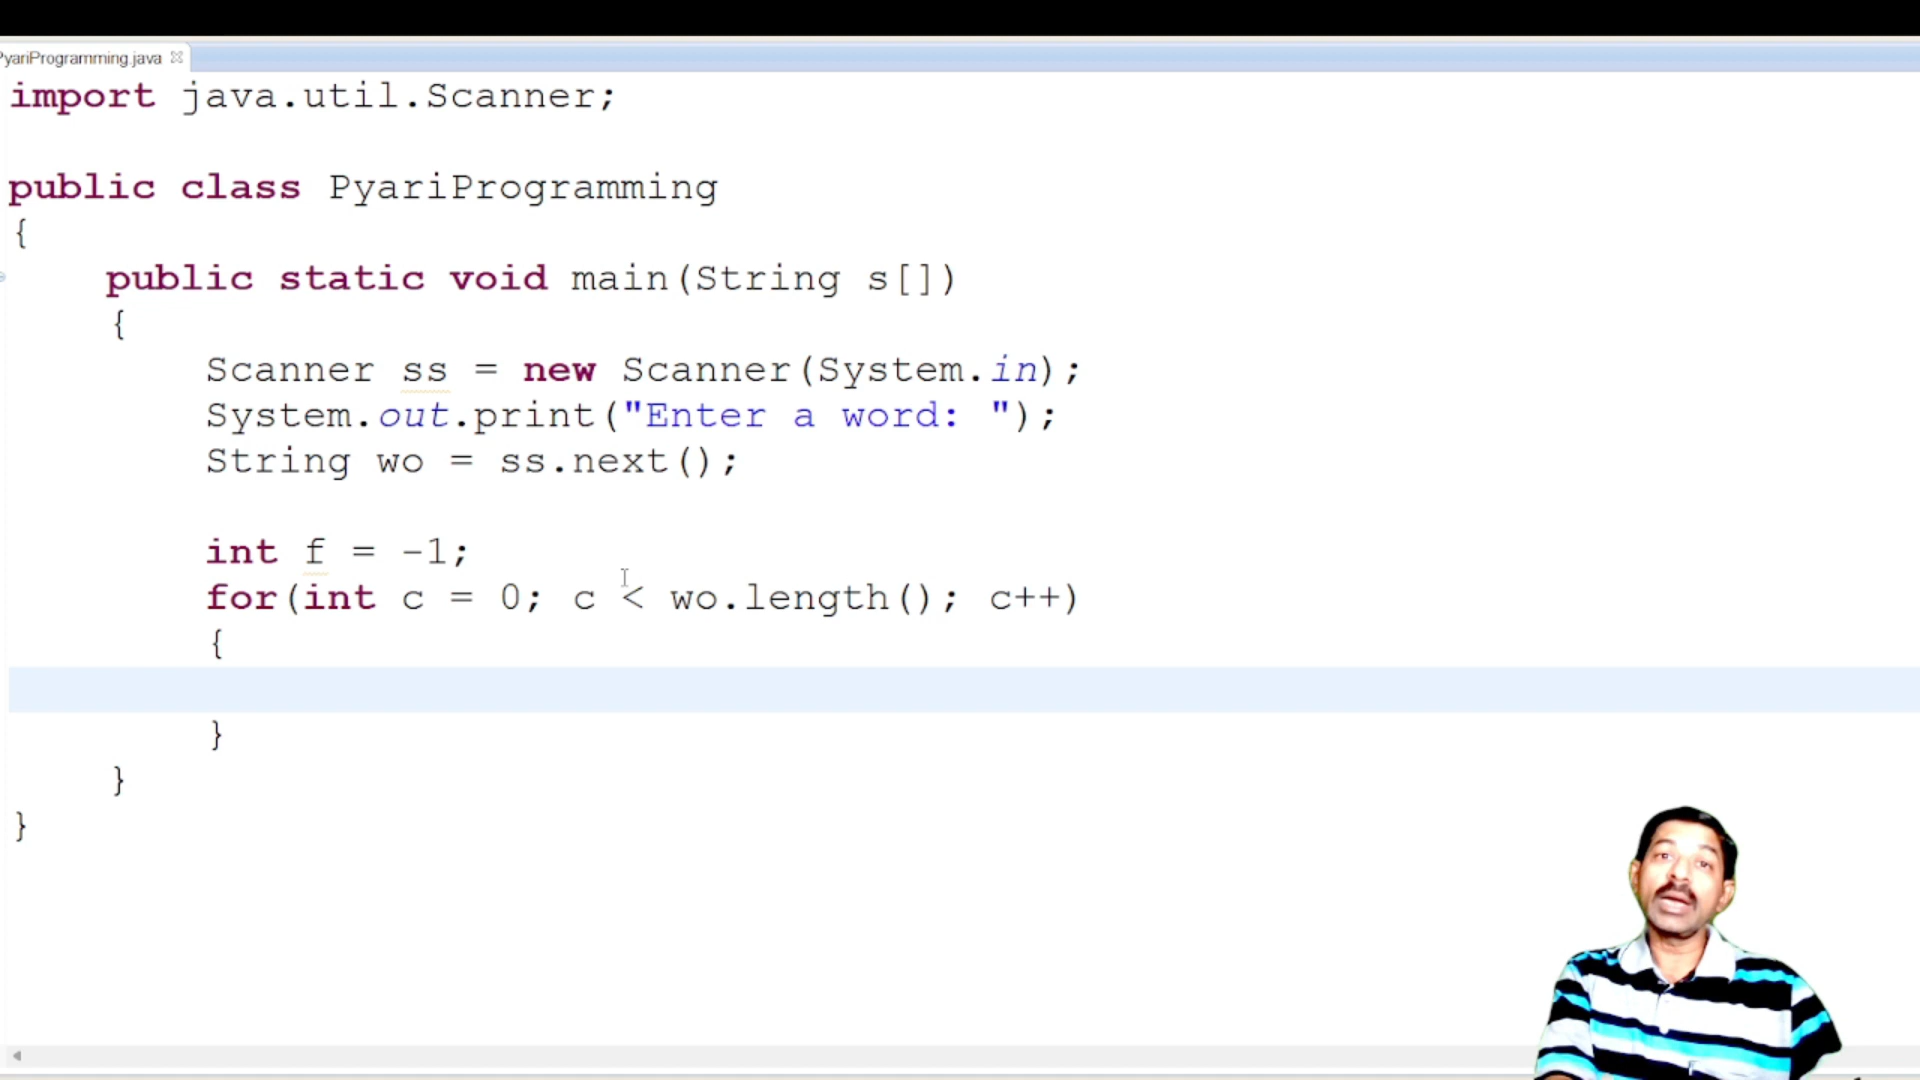 PyariProgramming.java
import java.util.Scanner;
public class PyariProgramming
{
public static void main(String s[])
{
Scanner ss = new Scanner(System.in);
System.out.print("Enter a word: ");
String wo = ss.next();
int f = -1;
for(int c = 0; c < wo.length(); c++)
{
}
}
}